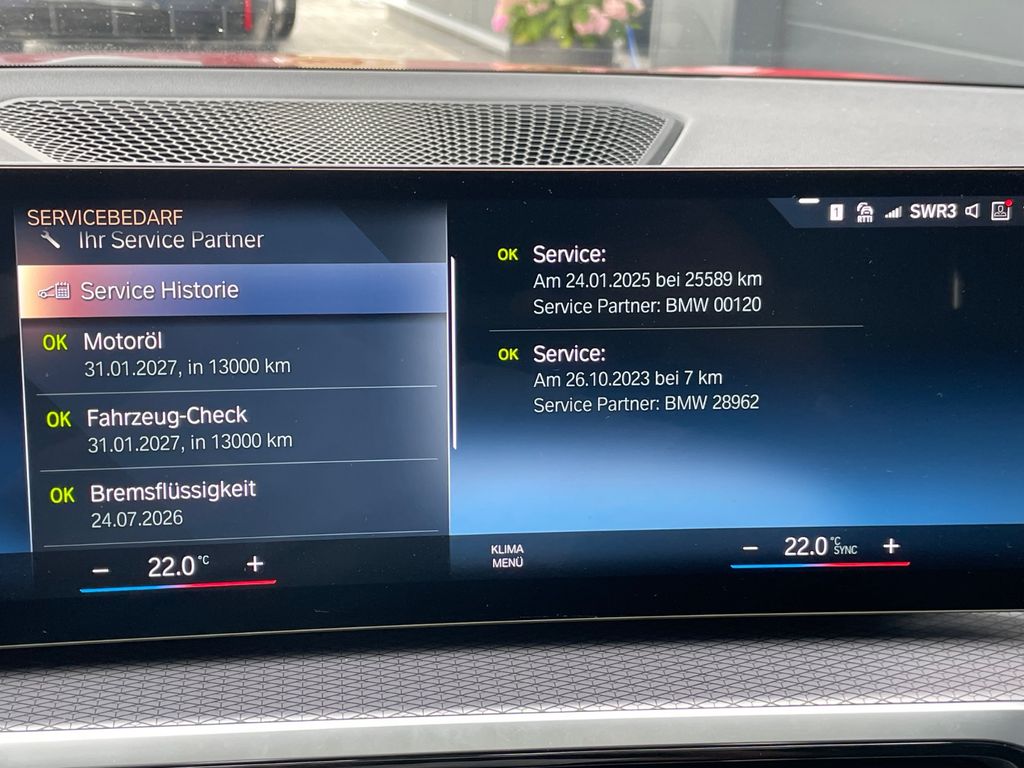 SERVICEBEDARF
Ihr Service Partner
Service Historie
OK Motoröl
31.01.2027, in 13000 km
OK Fahrzeug-Check
31.01.2027, in 13000 km
OK Bremsflüssigkeit
24.07.2026
1 RTTI SWR3
OK Service:
Am 24.01.2025 bei 25589 km
Service Partner: BMW 00120
OK Service:
Am 26.10.2023 bei 7 km
Service Partner: BMW 28962
− 22.0 °C +
KLIMA
MENÜ
− 22.0 °C SYNC +